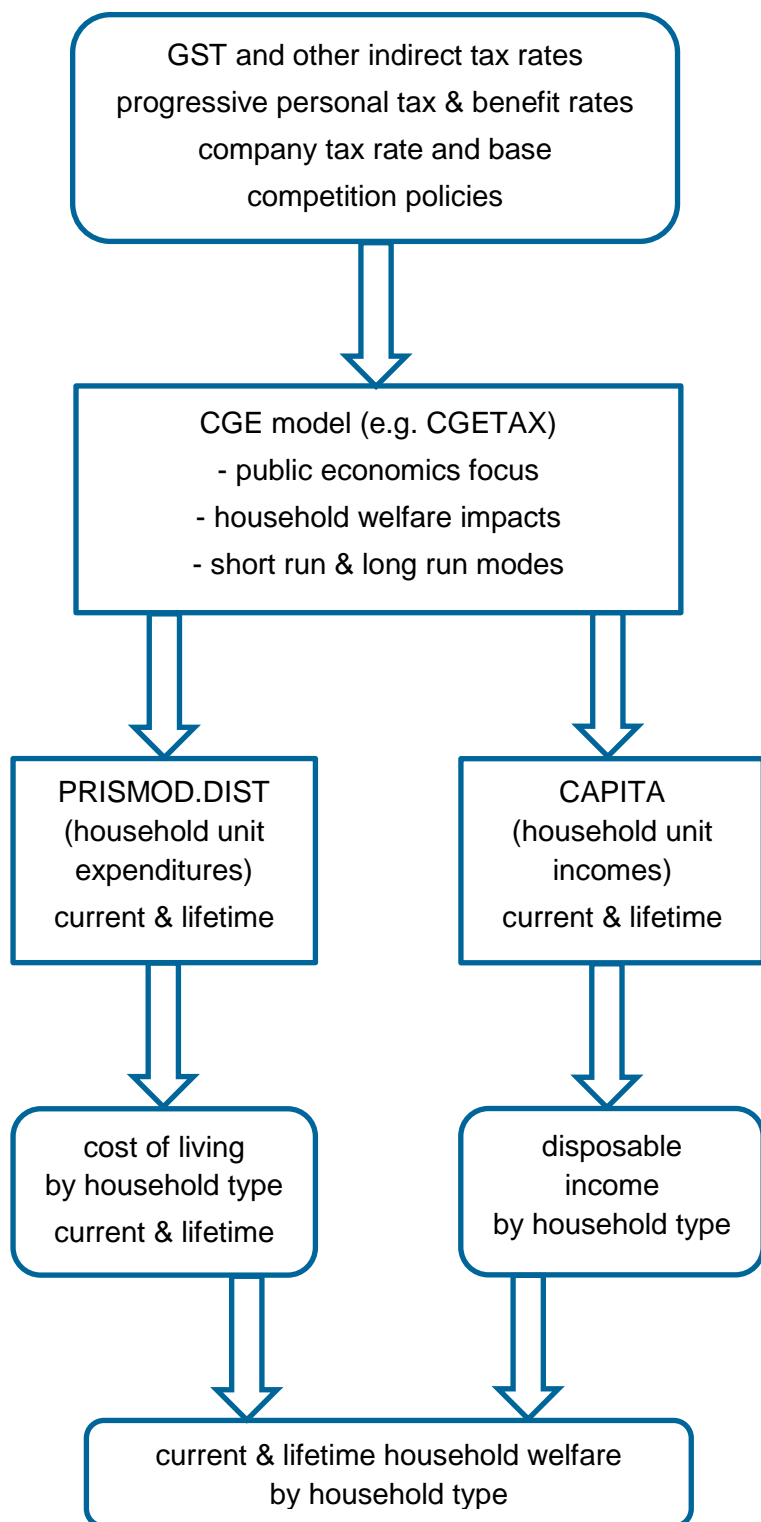 GST and other indirect tax rates
progressive personal tax & benefit rates
company tax rate and base
competition policies
CGE model (e.g. CGETAX)
- public economics focus
- household welfare impacts
- short run & long run modes
PRISMOD.DIST
(household unit
expenditures)
current & lifetime
CAPITA
(household unit
incomes)
current & lifetime
cost of living
by household type
current & lifetime
disposable
income
by household type
current & lifetime household welfare
by household type